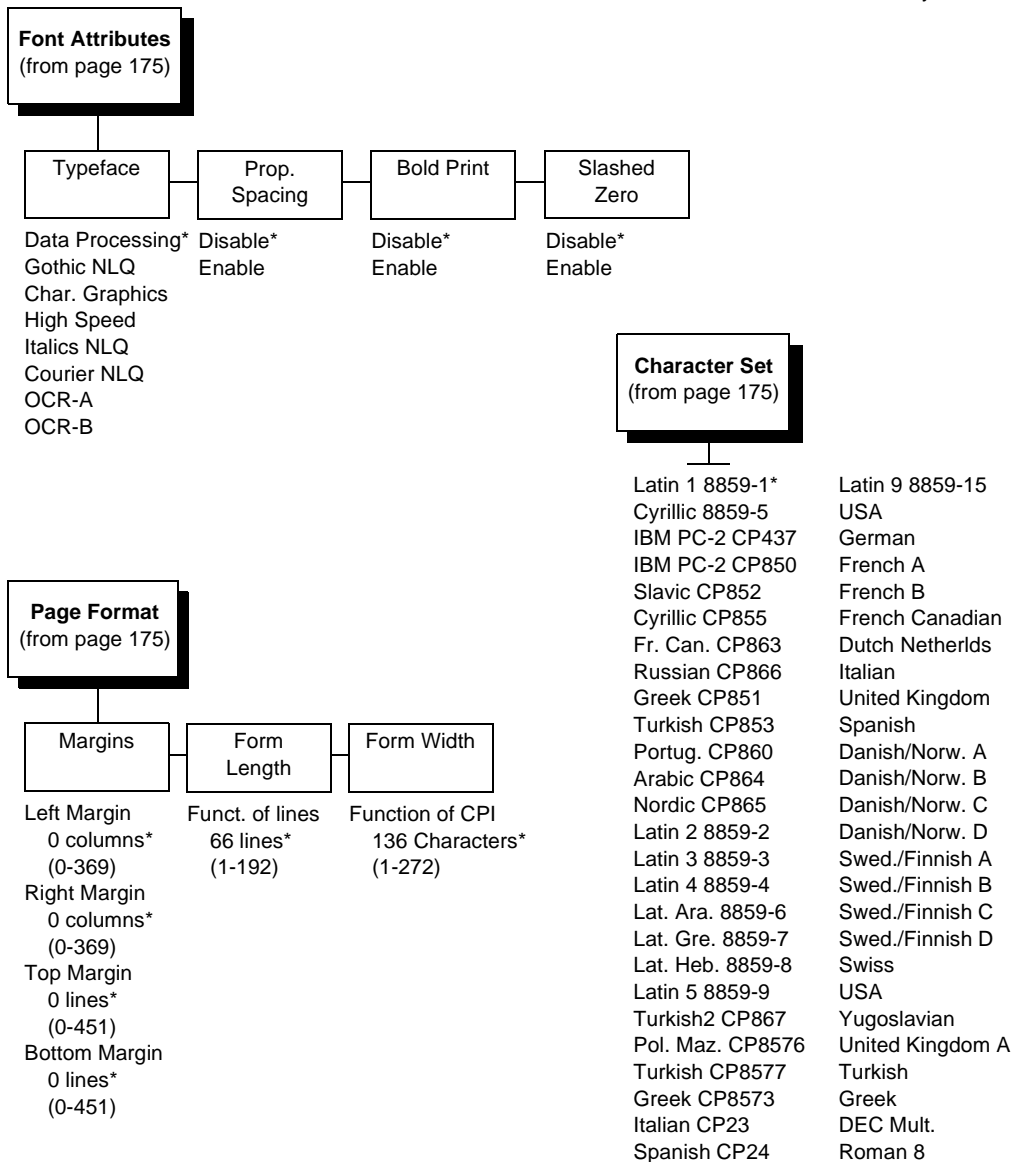 Font Attributes
(from page 175)
Typeface
Prop.
Spacing
Bold Print
Slashed
Zero
Data Processing*
Gothic NLQ
Char. Graphics
High Speed
Italics NLQ
Courier NLQ
OCR-A
OCR-B
Disable*
Enable
Disable*
Enable
Disable*
Enable
Character Set
(from page 175)
Latin 1 8859-1*
Cyrillic 8859-5
IBM PC-2 CP437
IBM PC-2 CP850
Slavic CP852
Cyrillic CP855
Fr. Can. CP863
Russian CP866
Greek CP851
Turkish CP853
Portug. CP860
Arabic CP864
Nordic CP865
Latin 2 8859-2
Latin 3 8859-3
Latin 4 8859-4
Lat. Ara. 8859-6
Lat. Gre. 8859-7
Lat. Heb. 8859-8
Latin 5 8859-9
Turkish2 CP867
Pol. Maz. CP8576
Turkish CP8577
Greek CP8573
Italian CP23
Spanish CP24
Latin 9 8859-15
USA
German
French A
French B
French Canadian
Dutch Netherlds
Italian
United Kingdom
Spanish
Danish/Norw. A
Danish/Norw. B
Danish/Norw. C
Danish/Norw. D
Swed./Finnish A
Swed./Finnish B
Swed./Finnish C
Swed./Finnish D
Swiss
USA
Yugoslavian
United Kingdom A
Turkish
Greek
DEC Mult.
Roman 8
Page Format
(from page 175)
Margins
Form
Length
Form Width
Left Margin
0 columns*
(0-369)
Right Margin
0 columns*
(0-369)
Top Margin
0 lines*
(0-451)
Bottom Margin
0 lines*
(0-451)
Funct. of lines
66 lines*
(1-192)
Function of CPI
136 Characters*
(1-272)